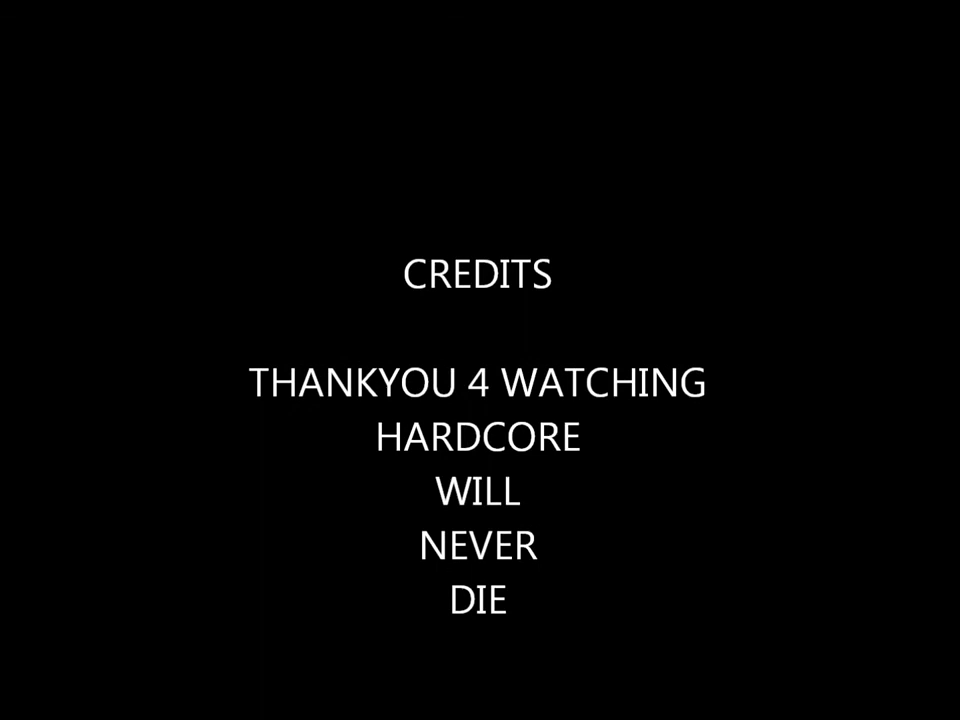 CREDITS
THANKYOU 4 WATCHING
HARDCORE
WILL
NEVER
DIE